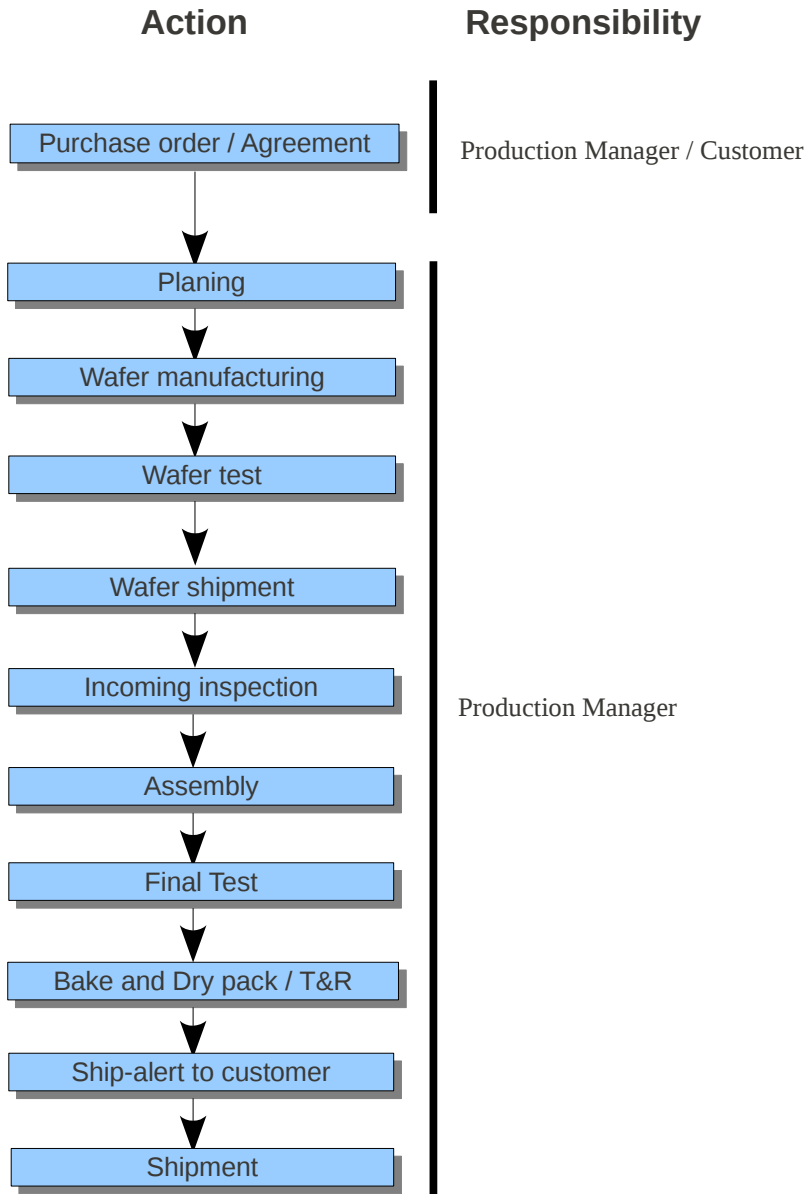 Action
Responsibility
Purchase order / Agreement
Production Manager / Customer
Planing
Wafer manufacturing
Wafer test
Wafer shipment
Incoming inspection
Production Manager
Assembly
Final Test
Bake and Dry pack / T&R
Ship-alert to customer
Shipment